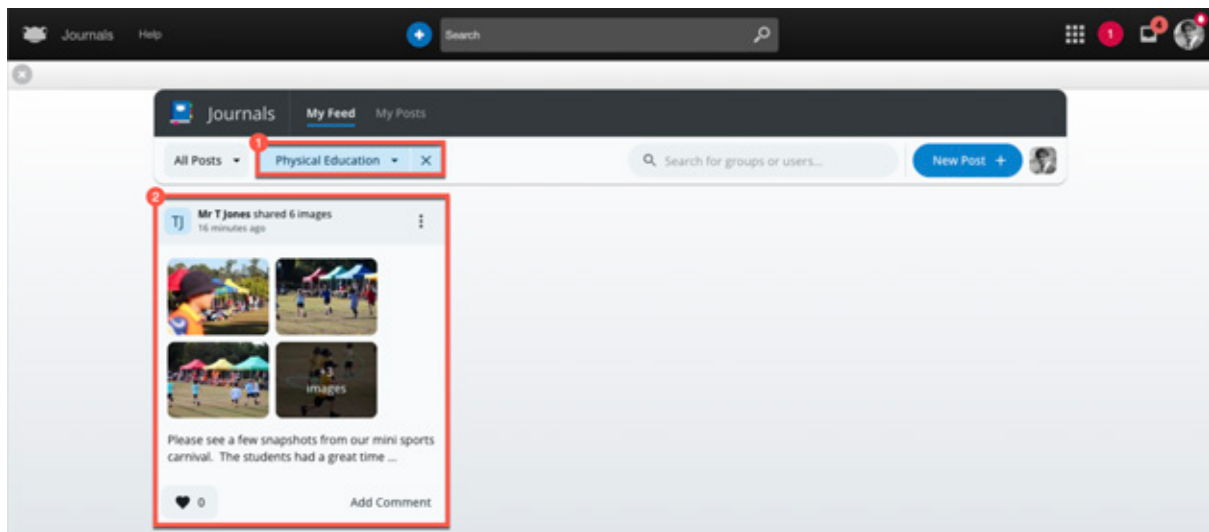 Journals Help Search 1 4
Journals My Feed My Posts
1
All Posts Physical Education Search for groups or users... New Post +
2
TJ Mr T Jones shared 6 images
16 minutes ago
+3
images
Please see a few snapshots from our mini sports
carnival. The students had a great time ...
0 Add Comment